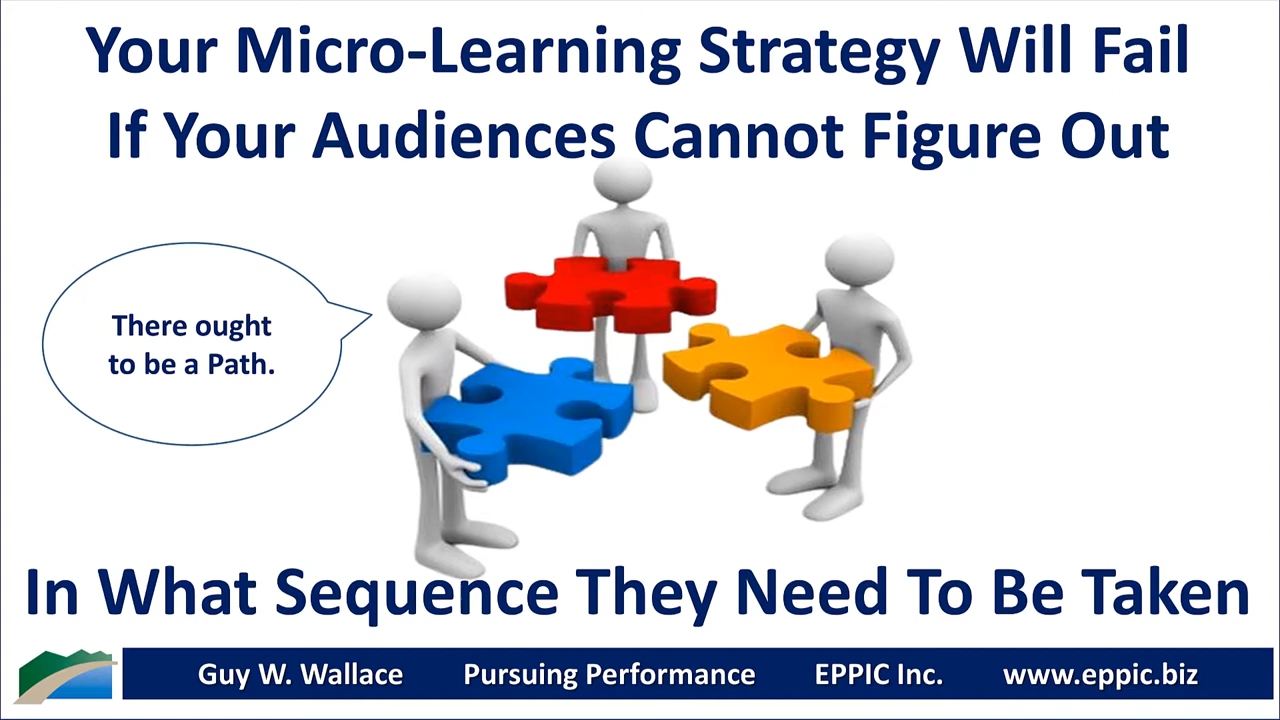 Your Micro-Learning Strategy Will Fail
If Your Audiences Cannot Figure Out
There ought
to be a Path.
In What Sequence They Need To Be Taken
Guy W. Wallace Pursuing Performance EPPIC Inc. www.eppic.biz